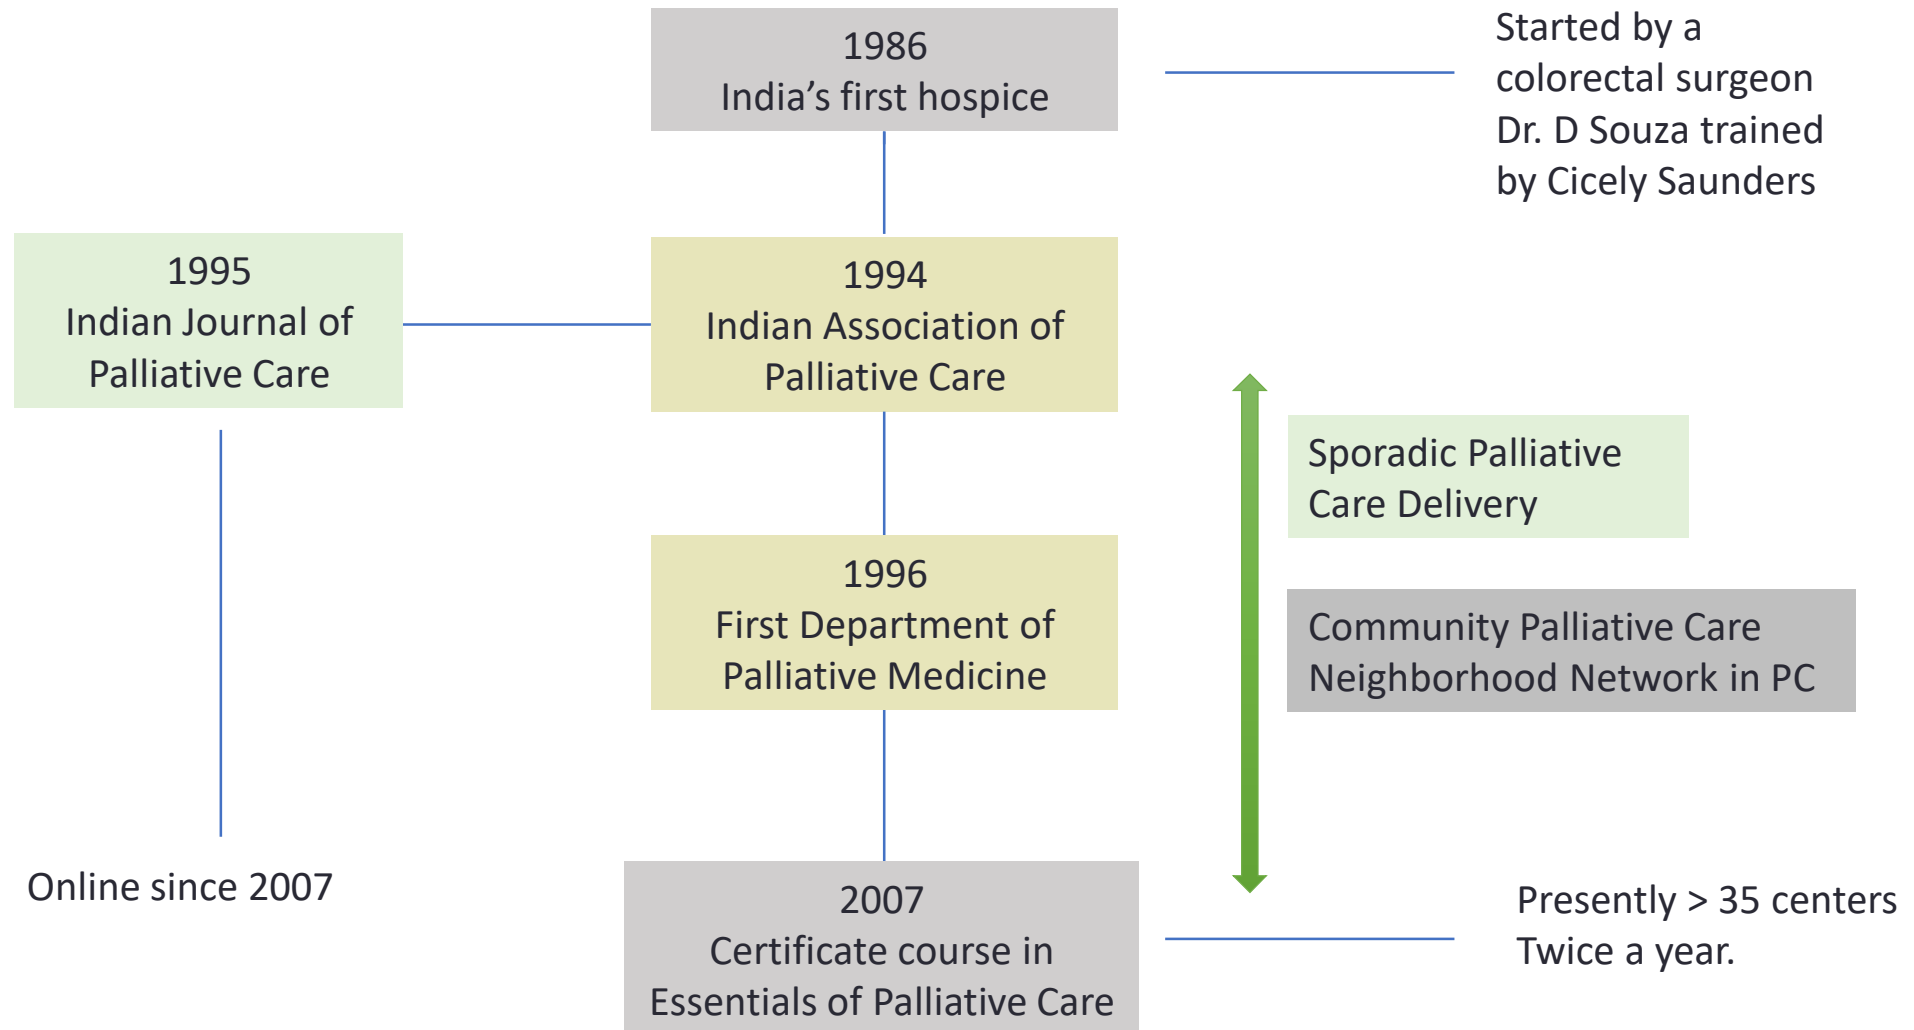 1986
India’s first hospice
Started by a
colorectal surgeon
Dr. D Souza trained
by Cicely Saunders
1995
Indian Journal of
Palliative Care
1994
Indian Association of
Palliative Care
Sporadic Palliative
Care Delivery
1996
First Department of
Palliative Medicine
Community Palliative Care
Neighborhood Network in PC
Online since 2007
2007
Certificate course in
Essentials of Palliative Care
Presently > 35 centers
Twice a year.